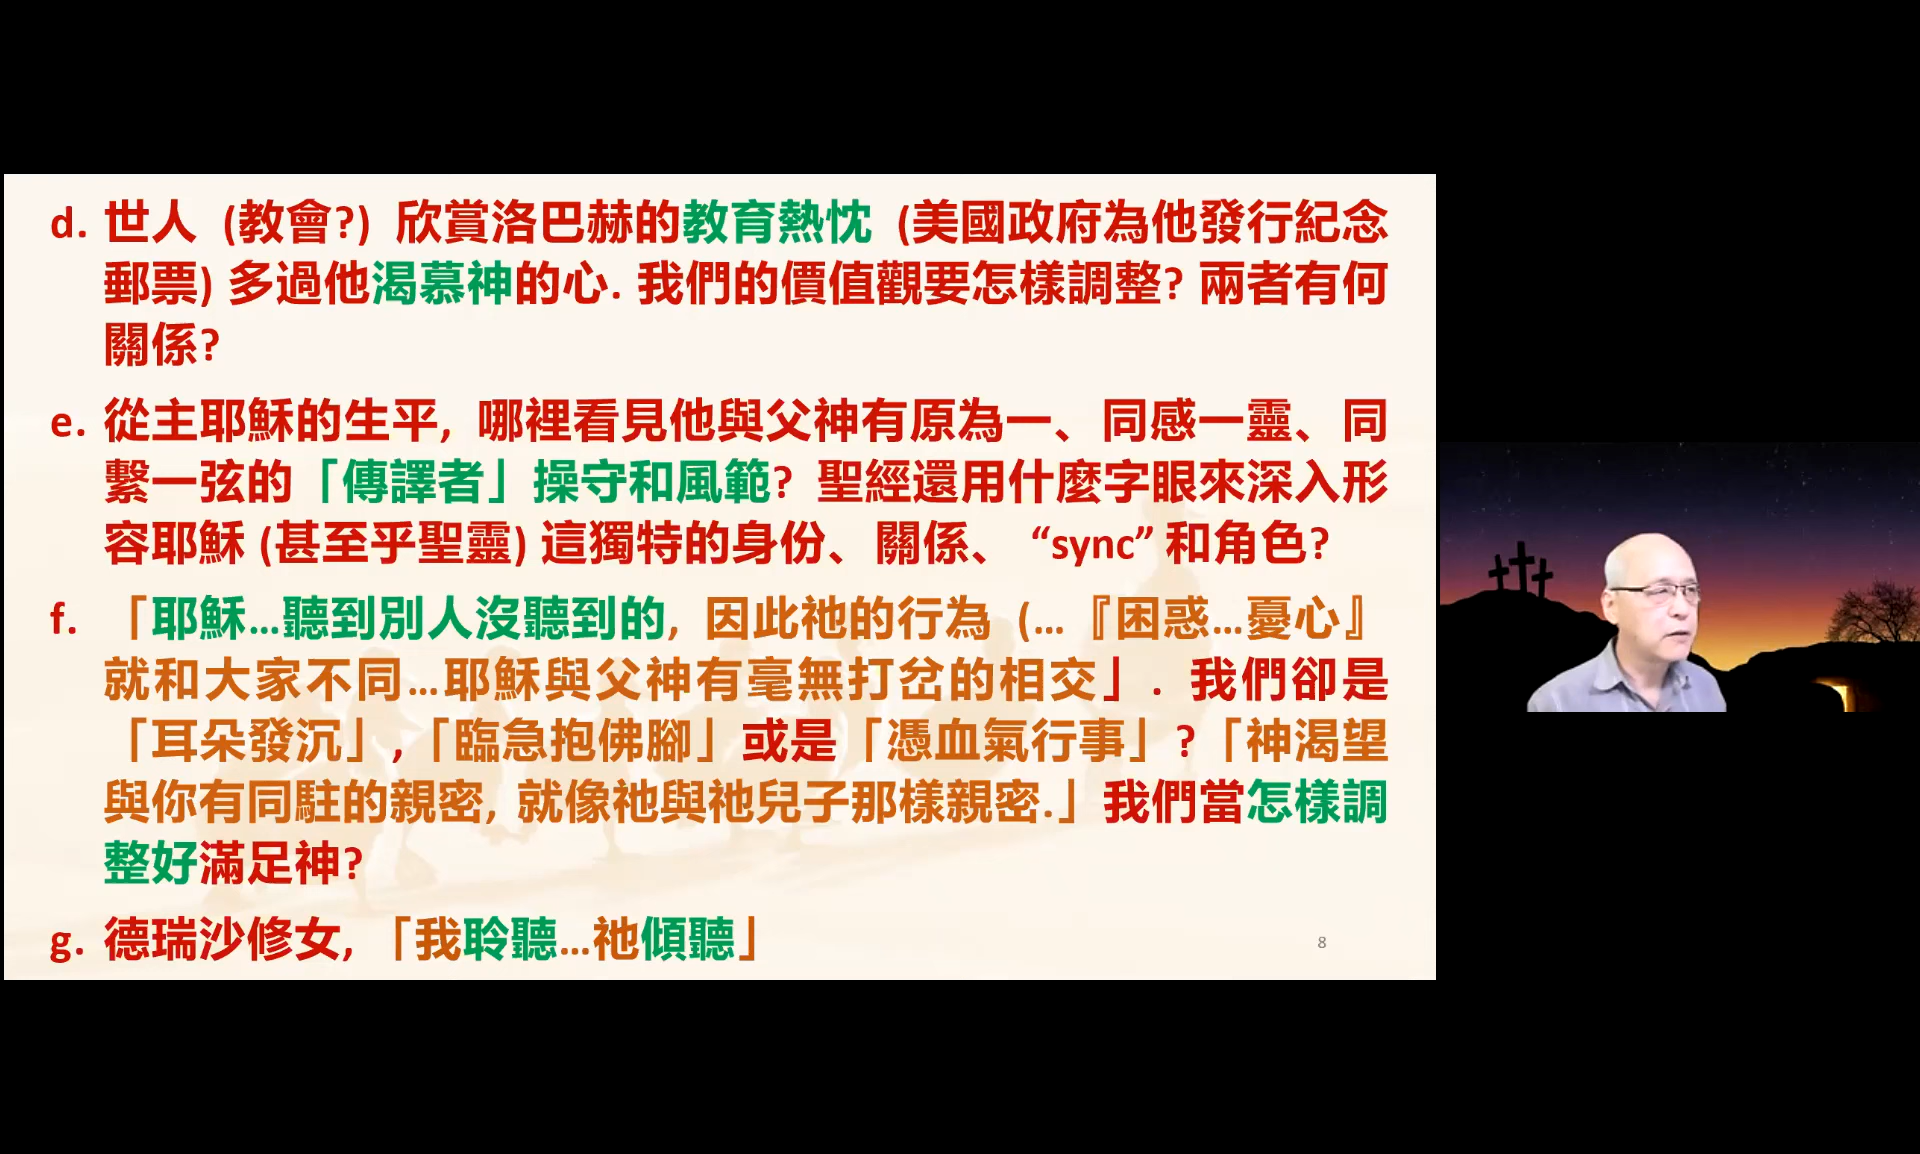 d. 世人 (教會?) 欣賞洛巴赫的教育熱忱 (美國政府為他發行紀念
郵票) 多過他渴慕神的心. 我們的價值觀要怎樣調整? 兩者有何
關係?
e. 從主耶穌的生平, 哪裡看見他與父神有原為一、同感一靈、同
繫一弦的「傳譯者」操守和風範? 聖經還用什麼字眼來深入形
容耶穌 (甚至乎聖靈) 這獨特的身份、關係、 “sync” 和角色?
f. 「耶穌...聽到別人沒聽到的, 因此祂的行為 (...『困惑...憂心』
就和大家不同...耶穌與父神有毫無打岔的相交」. 我們卻是
「耳朵發沉」,「臨急抱佛腳」或是「憑血氣行事」?「神渴望
與你有同駐的親密, 就像祂與祂兒子那樣親密.」我們當怎樣調
整好滿足神?
g. 德瑞沙修女, 「我聆聽...祂傾聽」
8